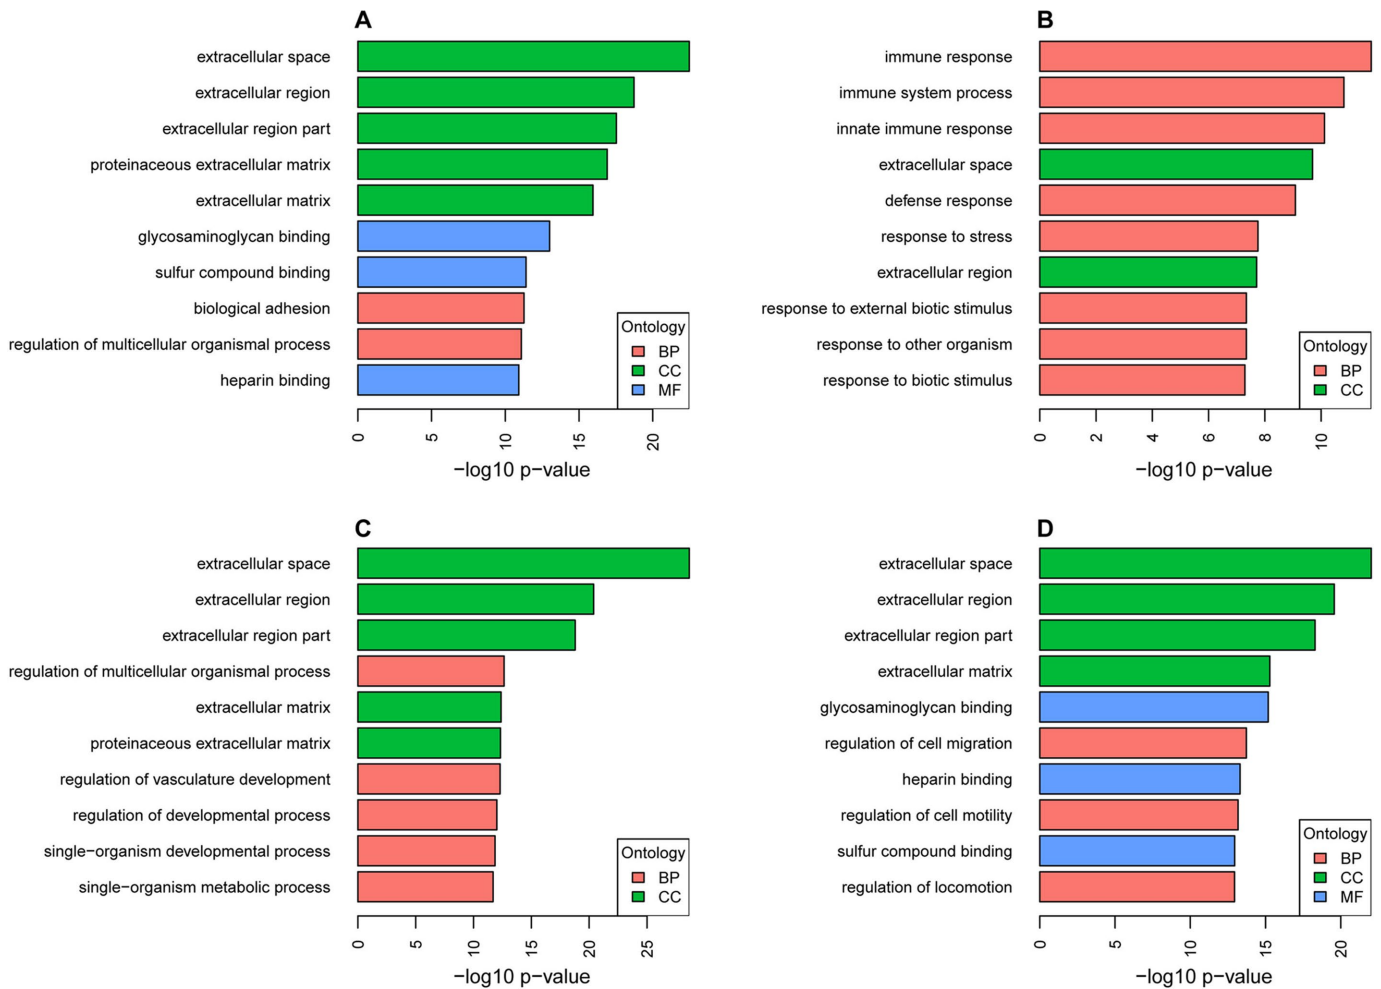 A
extracellular space
extracellular region
extracellular region part
proteinaceous extracellular matrix
extracellular matrix
glycosaminoglycan binding
sulfur compound binding
biological adhesion
regulation of multicellular organismal process
heparin binding
Ontology
BP
CC
MF
0 5 10 15 20
−log10 p−value
B
immune response
immune system process
innate immune response
extracellular space
defense response
response to stress
extracellular region
response to external biotic stimulus
response to other organism
response to biotic stimulus
Ontology
BP
CC
0 2 4 6 8 10
−log10 p−value
C
extracellular space
extracellular region
extracellular region part
regulation of multicellular organismal process
extracellular matrix
proteinaceous extracellular matrix
regulation of vasculature development
regulation of developmental process
single−organism developmental process
single−organism metabolic process
Ontology
BP
CC
0 5 10 15 20 25
−log10 p−value
D
extracellular space
extracellular region
extracellular region part
extracellular matrix
glycosaminoglycan binding
regulation of cell migration
heparin binding
regulation of cell motility
sulfur compound binding
regulation of locomotion
Ontology
BP
CC
MF
0 5 10 15 20
−log10 p−value